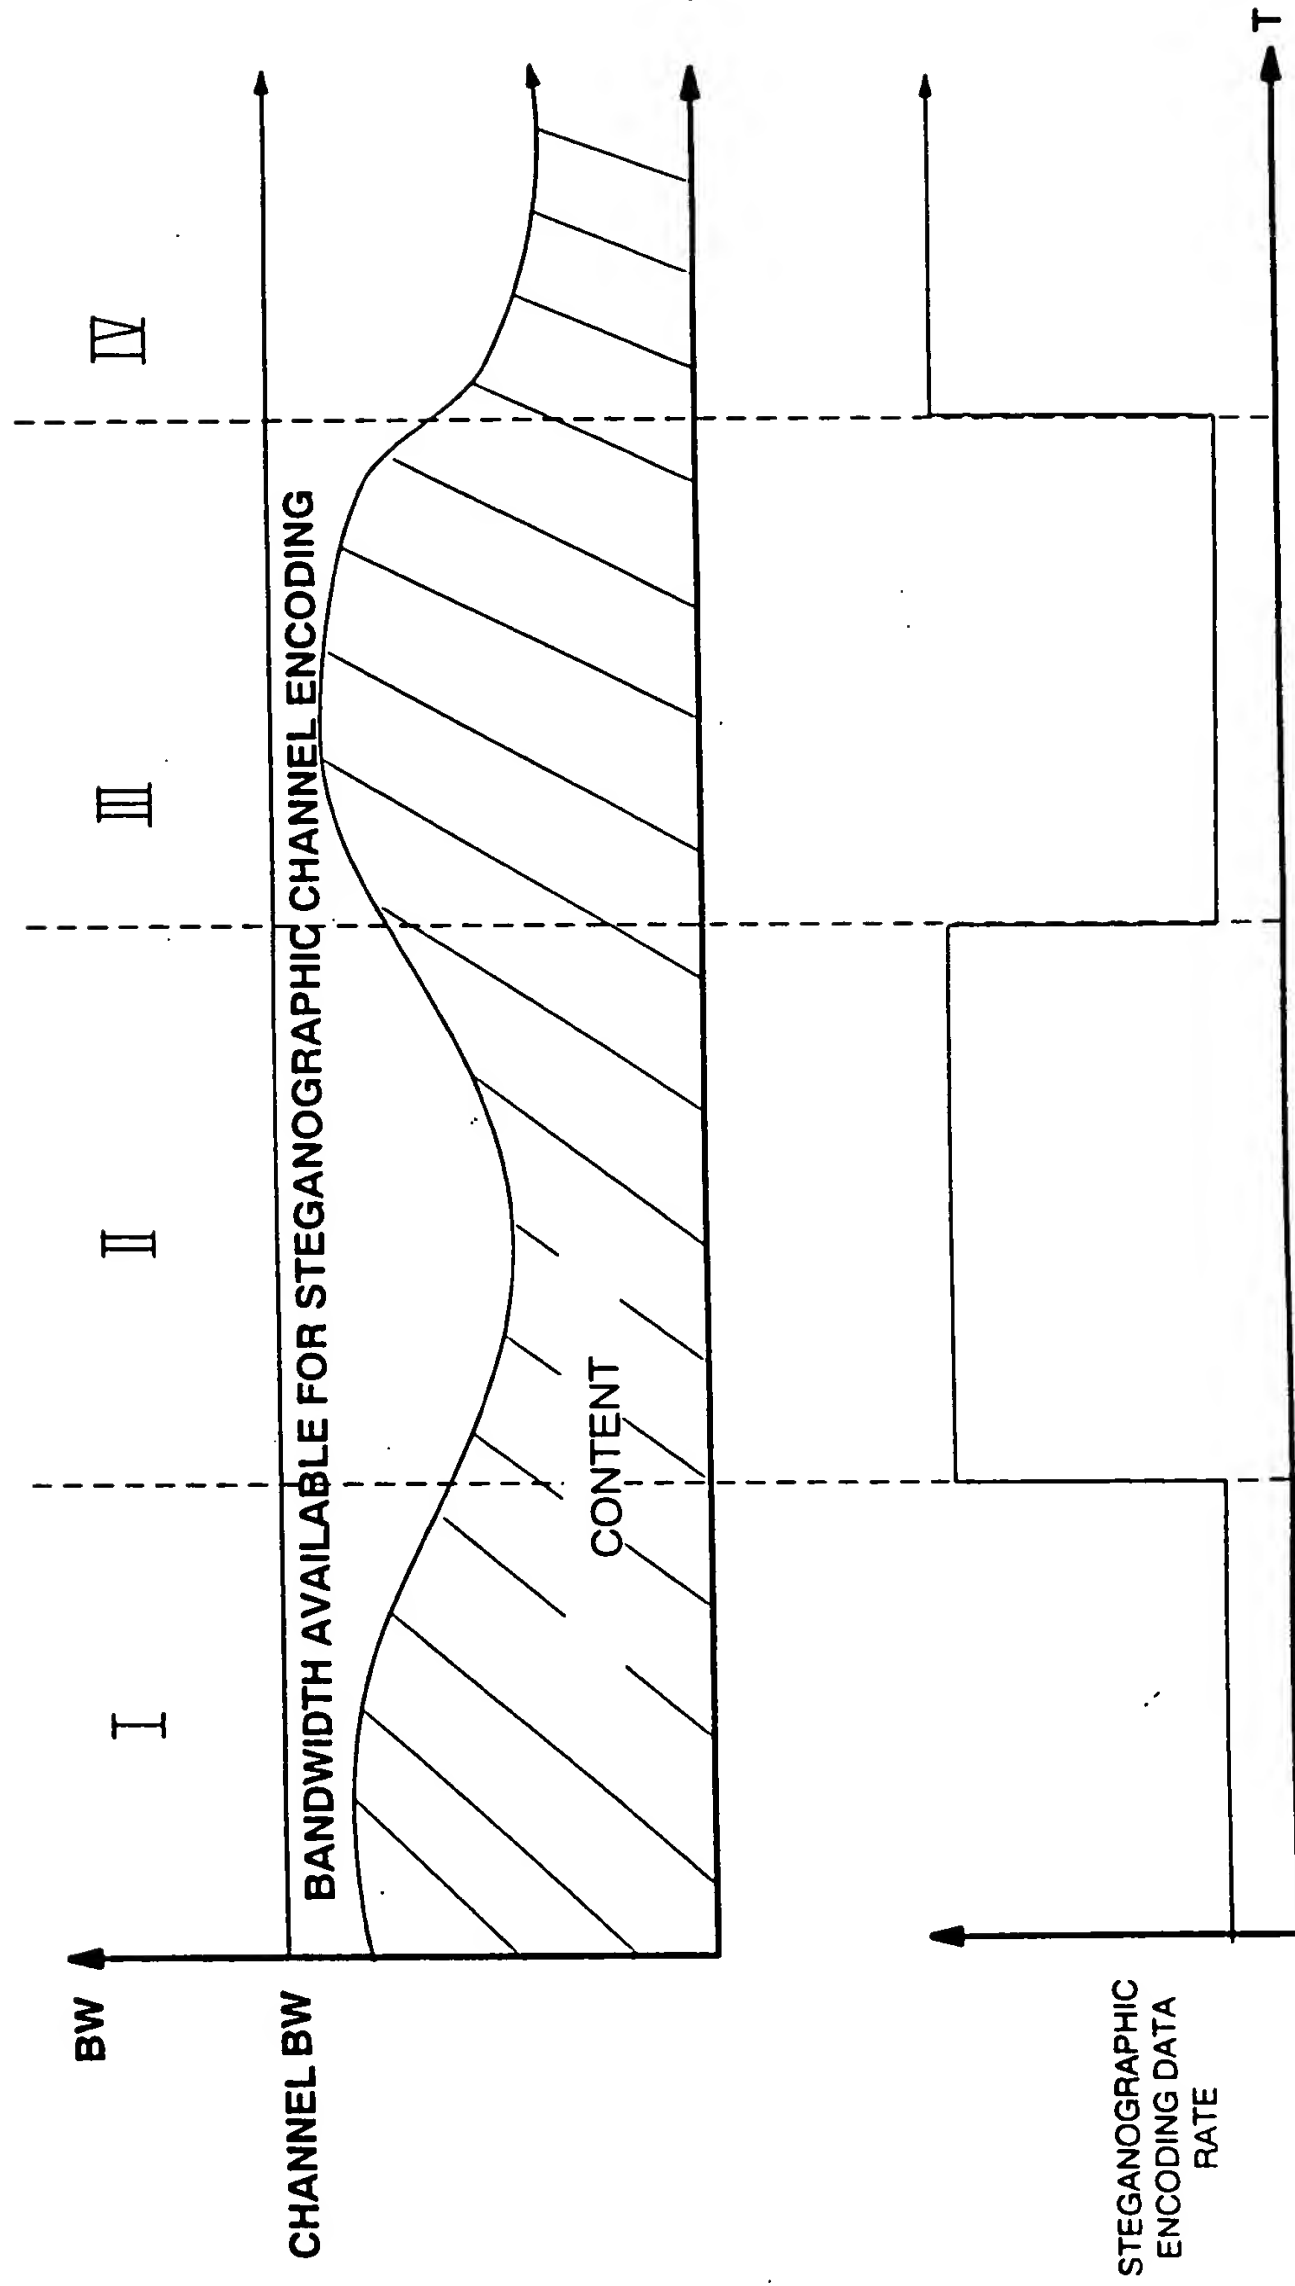 I
II
III
IV
BW
CHANNEL BW
BANDWIDTH AVAILABLE FOR STEGANOGRAPHIC CHANNEL ENCODING
CONTENT
STEGANOGRAPHIC
ENCODING DATA
RATE
T